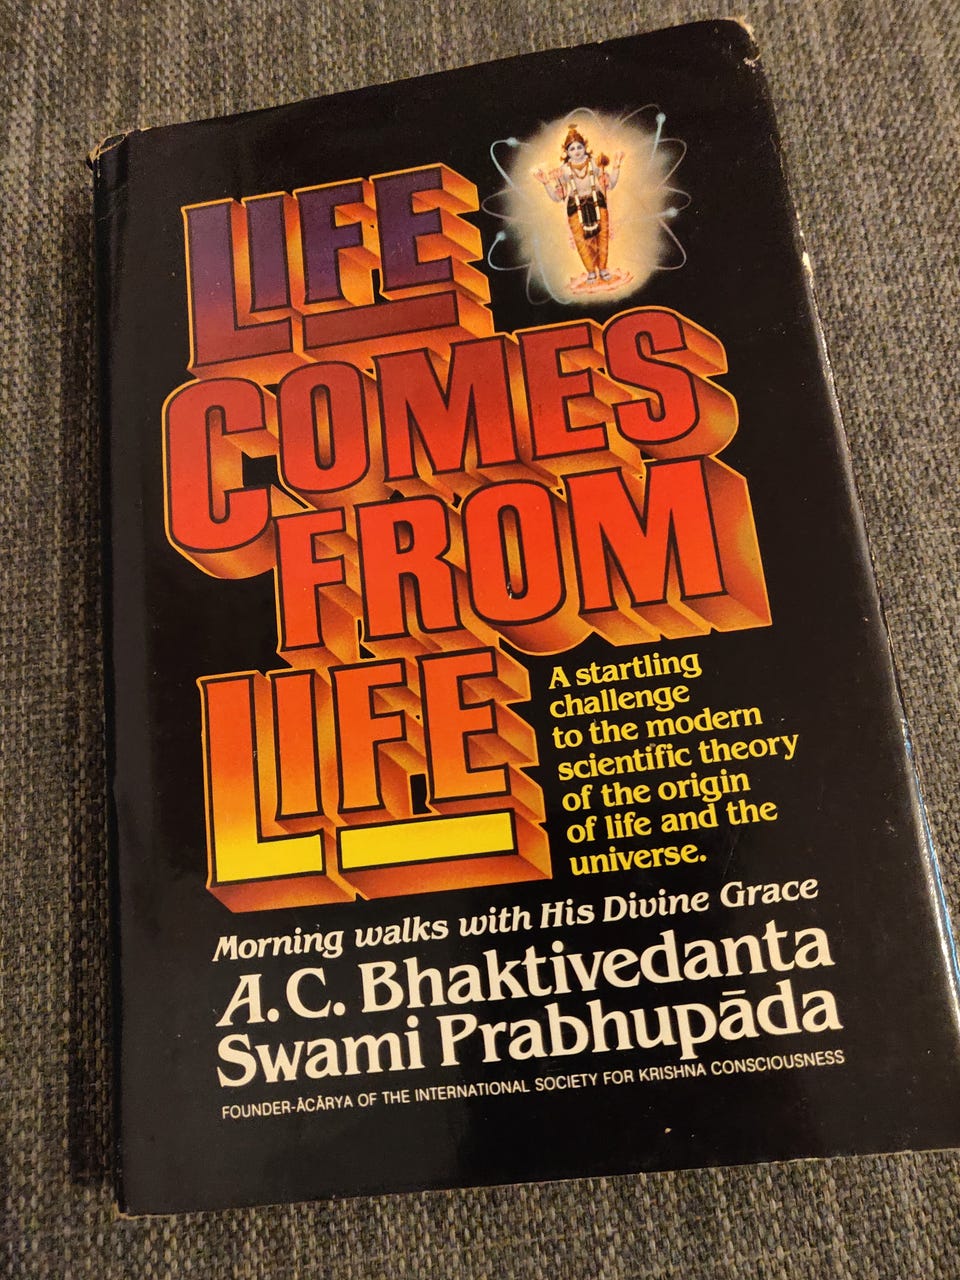 LIFE
COMES
FROM
LIFE
A startling
challenge
to the modern
scientific theory
of the origin
of life and the
universe.
Morning walks with His Divine Grace
A.C. Bhaktivedanta
Swami Prabhupāda
FOUNDER-ĀCĀRYA OF THE INTERNATIONAL SOCIETY FOR KRISHNA CONSCIOUSNESS